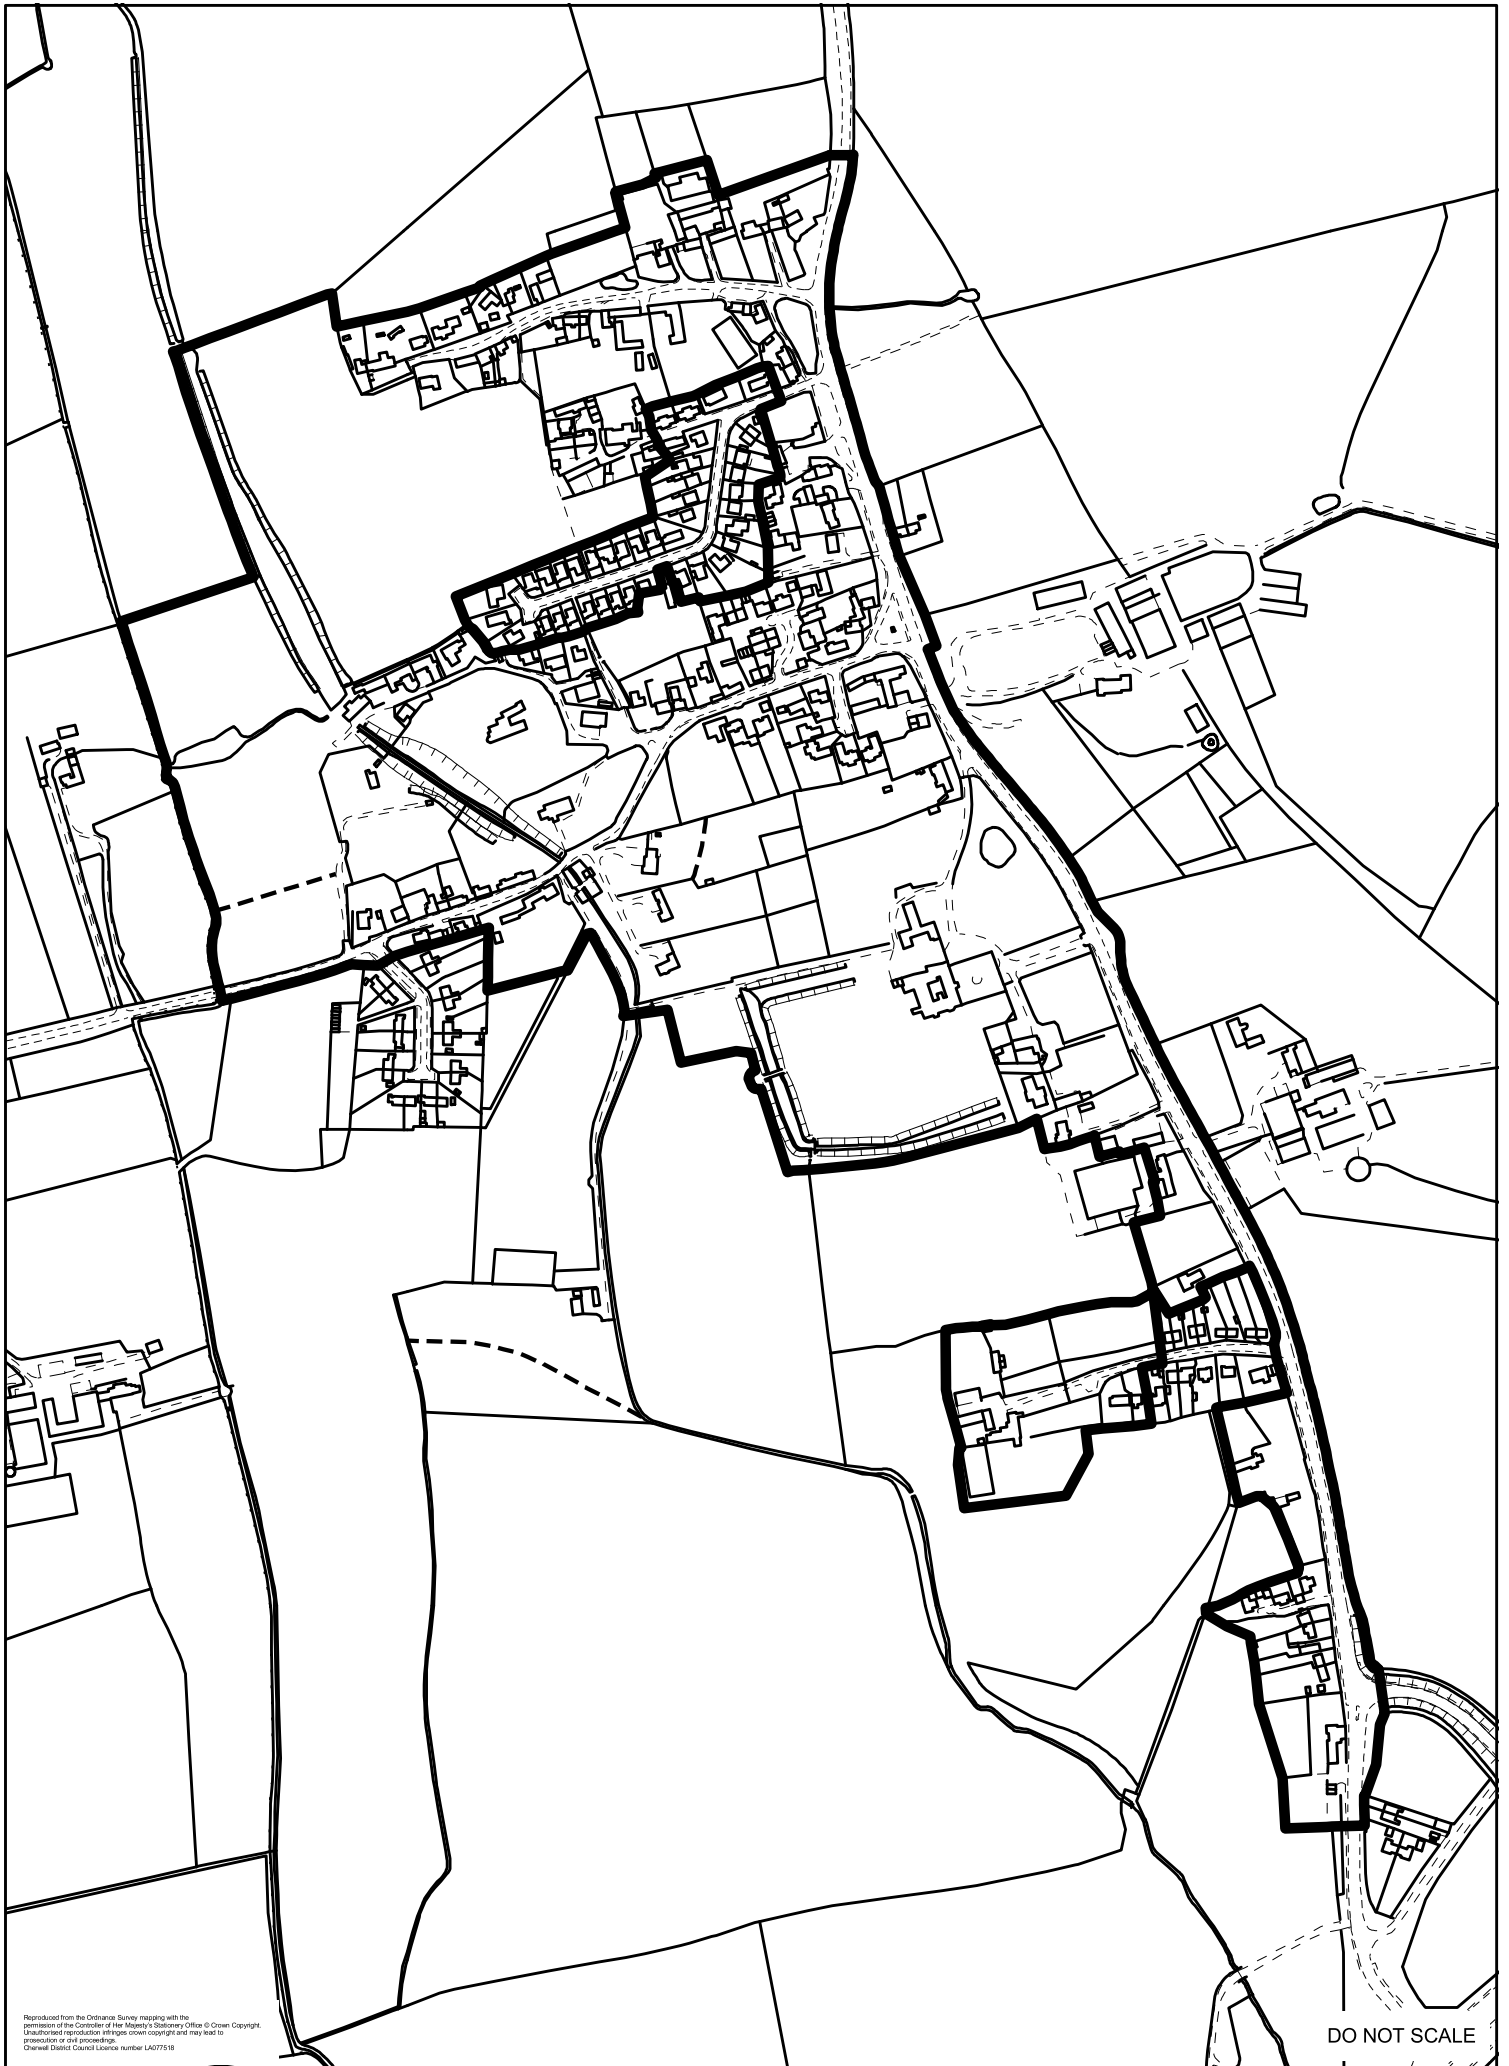 Reproduced from the Ordnance Survey mapping with the
permission of the Controller of Her Majesty's Stationery Office © Crown Copyright.
Unauthorised reproduction infringes crown copyright and may lead to
prosecution or civil proceedings.
Cherwell District Council Licence number LA077518
DO NOT SCALE